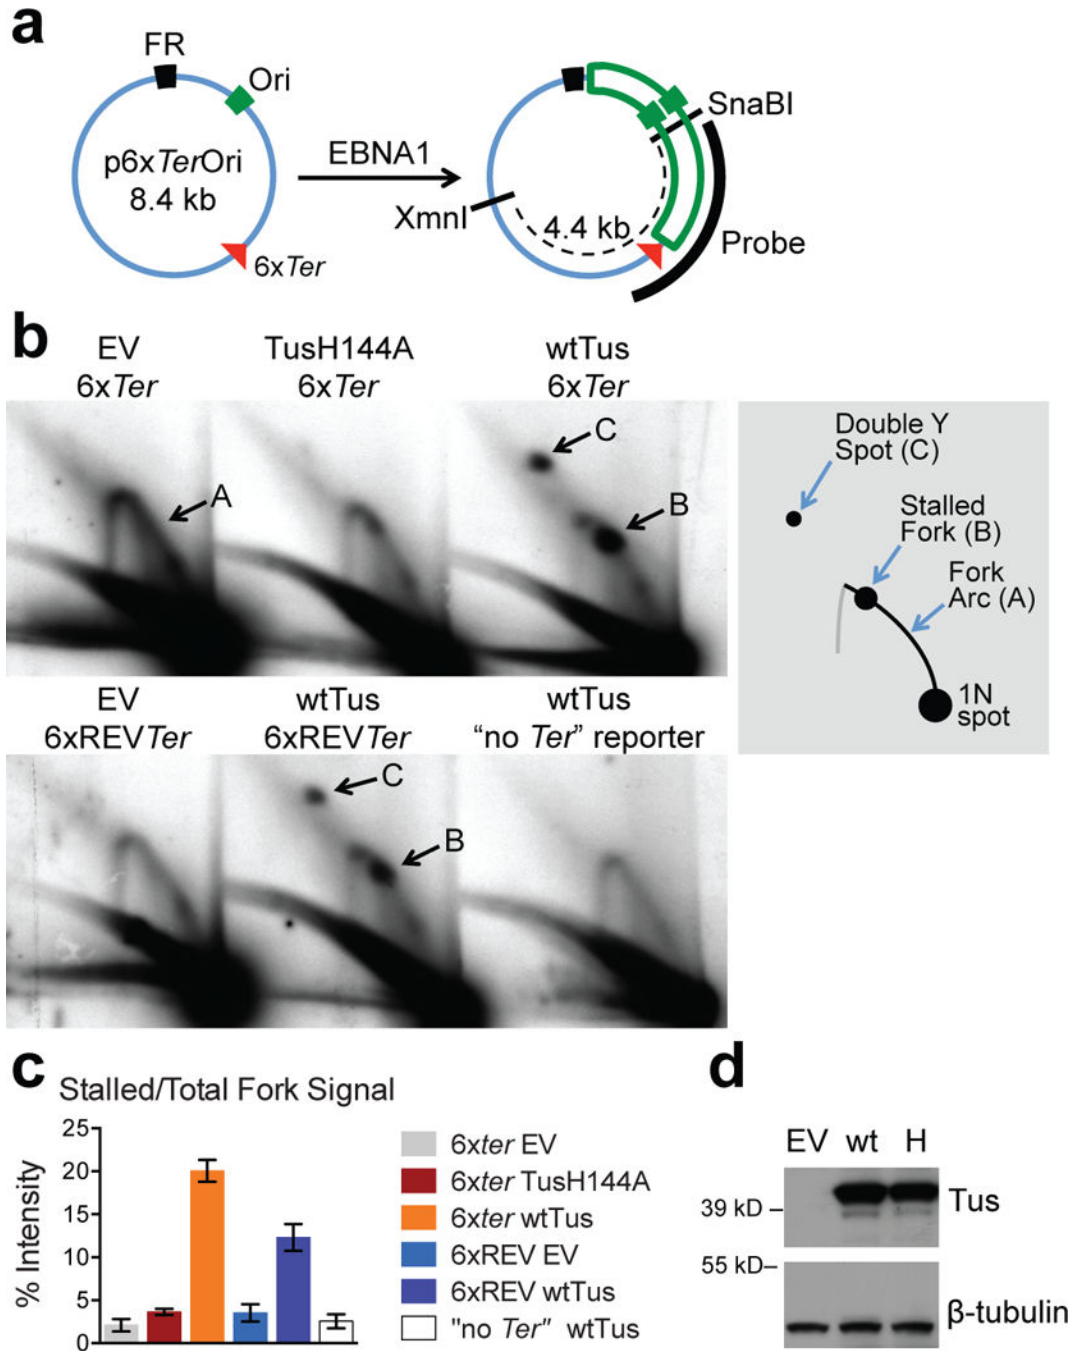 a
FR
Ori
p6xTerOri
8.4 kb
6xTer
EBNA1
SnaBI
XmnI
4.4 kb
Probe
b
EV
6xTer
TusH144A
6xTer
wtTus
6xTer
A
C
B
Double Y
Spot (C)
Stalled
Fork (B)
Fork
Arc (A)
1N
spot
EV
6xREVTer
wtTus
6xREVTer
wtTus
“no Ter” reporter
C
B
c
Stalled/Total Fork Signal
% Intensity
25
20
15
10
5
0
6xter EV
6xter TusH144A
6xter wtTus
6xREV EV
6xREV wtTus
"no Ter" wtTus
d
EV wt H
39 kD
Tus
55 kD
β-tubulin